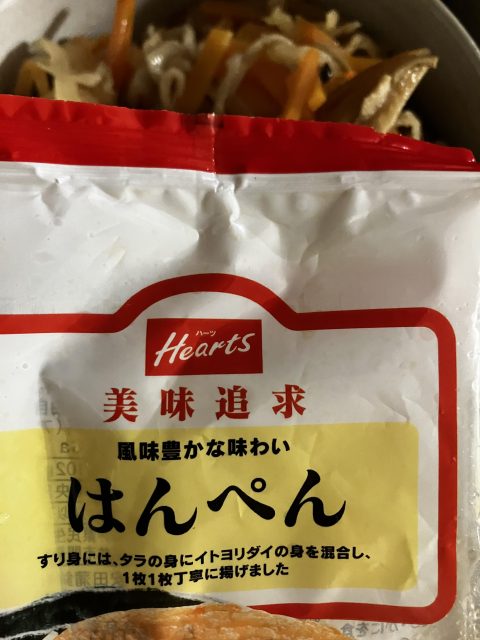 ハーツ
Hearts
美味追求
風味豊かな味わい
はんぺん
すり身には、タラの身にイトヨリダイの身を混合し、
1枚1枚丁寧に揚げました